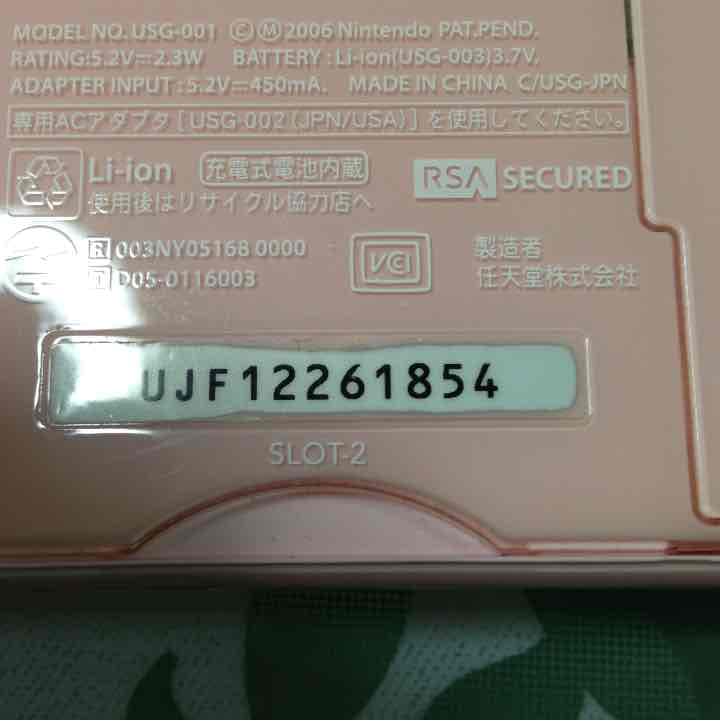 MODEL NO. USG-001 ⒸⓂ2006 Nintendo PAT.PEND.
RATING:5.2V⎓2.3W BATTERY:Li-ion(USG-003)3.7V.
ADAPTER INPUT:5.2V⎓450mA. MADE IN CHINA C/USG-JPN
専用ACアダプタ[USG-002(JPN/USA)]を使用してください。
Li-ion 充電式電池内蔵
使用後はリサイクル協力店へ
RSA SECURED
R 003NY05168 0000
T D05-0116003
VCCI
製造者
任天堂株式会社
UJF12261854
SLOT-2